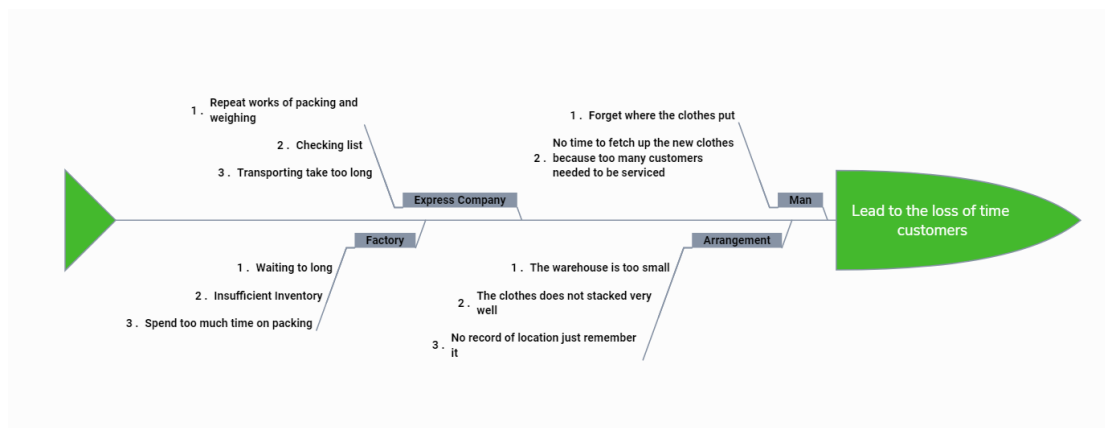 1 . Repeat works of packing and
weighing
2 . Checking list
3 . Transporting take too long
Express Company
1 . Forget where the clothes put
No time to fetch up the new clothes
2 . because too many customers
needed to be serviced
Man
Lead to the loss of time
customers
Factory
1 . Waiting to long
2 . Insufficient Inventory
3 . Spend too much time on packing
Arrangement
1 . The warehouse is too small
2 . The clothes does not stacked very
well
3 . No record of location just remember
it